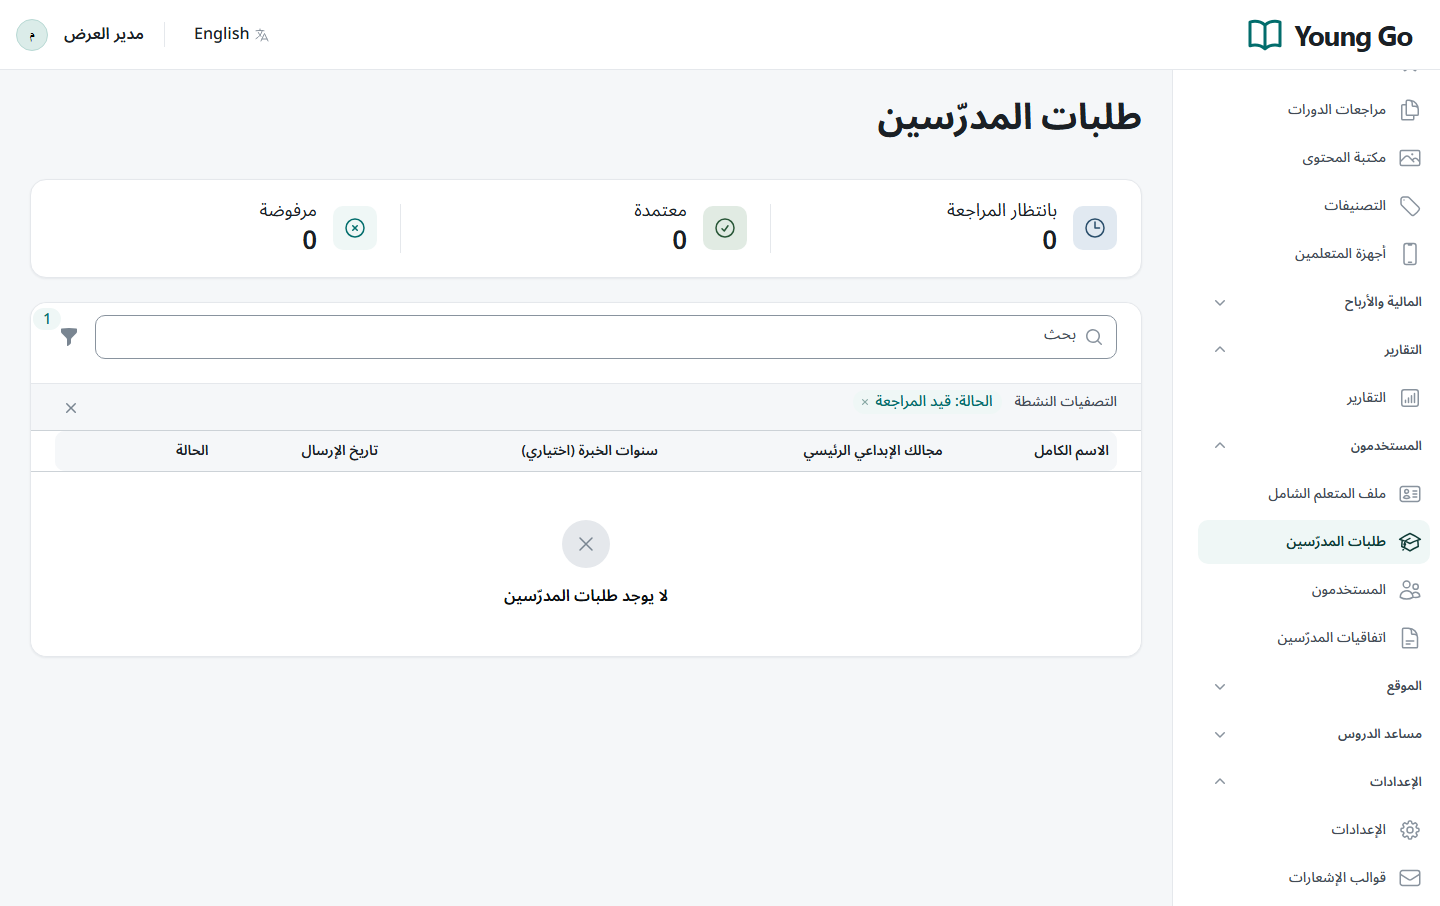 Young Go
English
مدير العرض
م
مراجعات الدورات
مكتبة المحتوى
التصنيفات
أجهزة المتعلمين
المالية والأرباح
التقارير
التقارير
المستخدمون
ملف المتعلم الشامل
طلبات المدرّسين
المستخدمون
اتفاقيات المدرّسين
الموقع
مساعد الدروس
الإعدادات
الإعدادات
قوالب الإشعارات
طلبات المدرّسين
بانتظار المراجعة
0
معتمدة
0
مرفوضة
0
بحث
1
التصفيات النشطة
الحالة: قيد المراجعة
الاسم الكامل
مجالك الإبداعي الرئيسي
سنوات الخبرة (اختياري)
تاريخ الإرسال
الحالة
لا يوجد طلبات المدرّسين